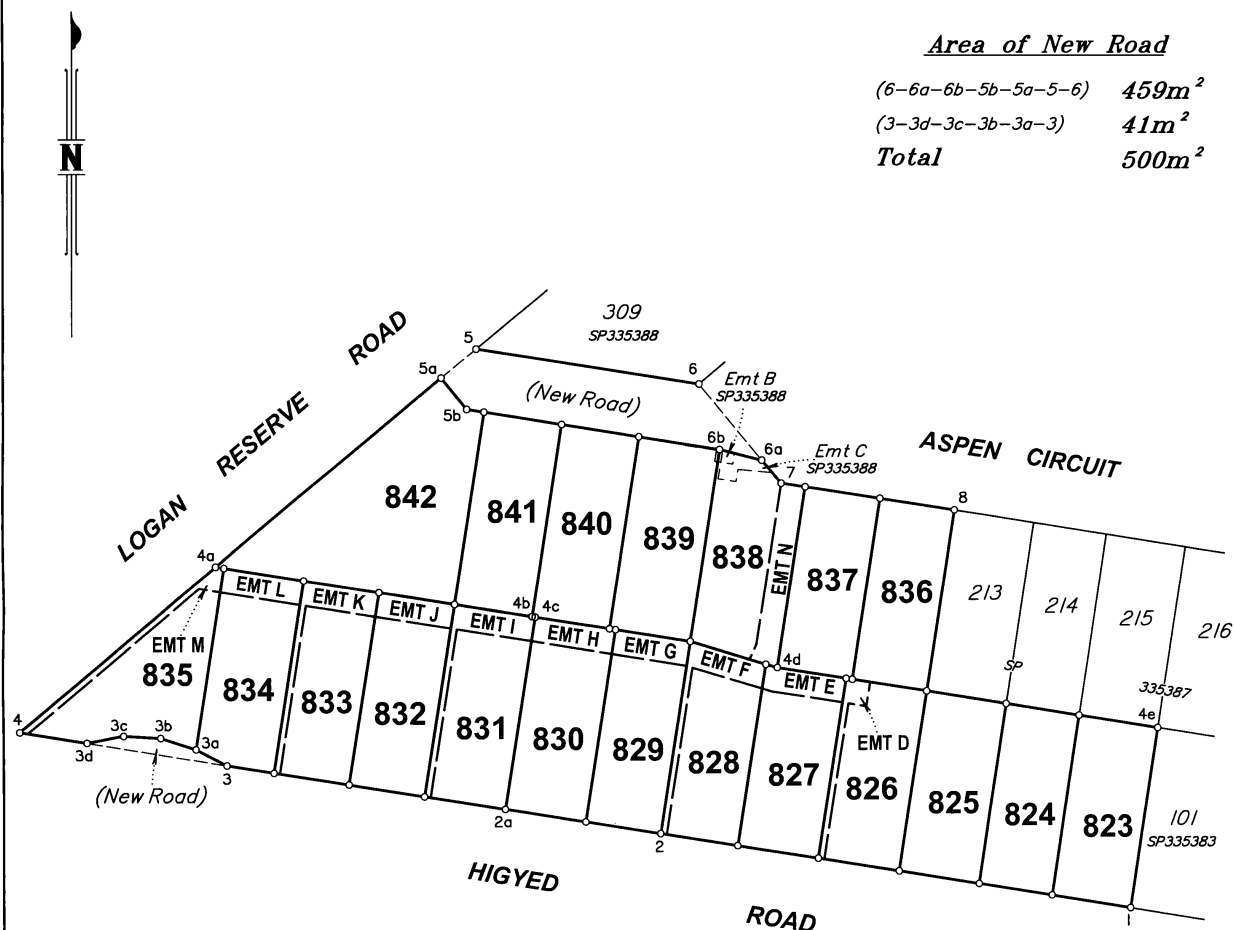 N
Area of New Road
(6-6a-6b-5b-5a-5-6) 459m²
(3-3d-3c-3b-3a-3) 41m²
Total 500m²
309
SP335388
LOGAN RESERVE ROAD
5
5a
5b
6
(New Road)
Emt B
SP335388
6b
6a
Emt C
SP335388
7
ASPEN CIRCUIT
8
842
841
840
839
838
EMT N
837
836
213
214
215
216
SP
335387
4a
4b
4c
4d
4e
EMT L
EMT K
EMT J
EMT I
EMT H
EMT G
EMT F
EMT E
EMT M
EMT D
835
834
833
832
831
830
829
828
827
826
825
824
823
101
SP335383
4
3d
3c
3b
3a
3
(New Road)
2a
2
HIGYED ROAD